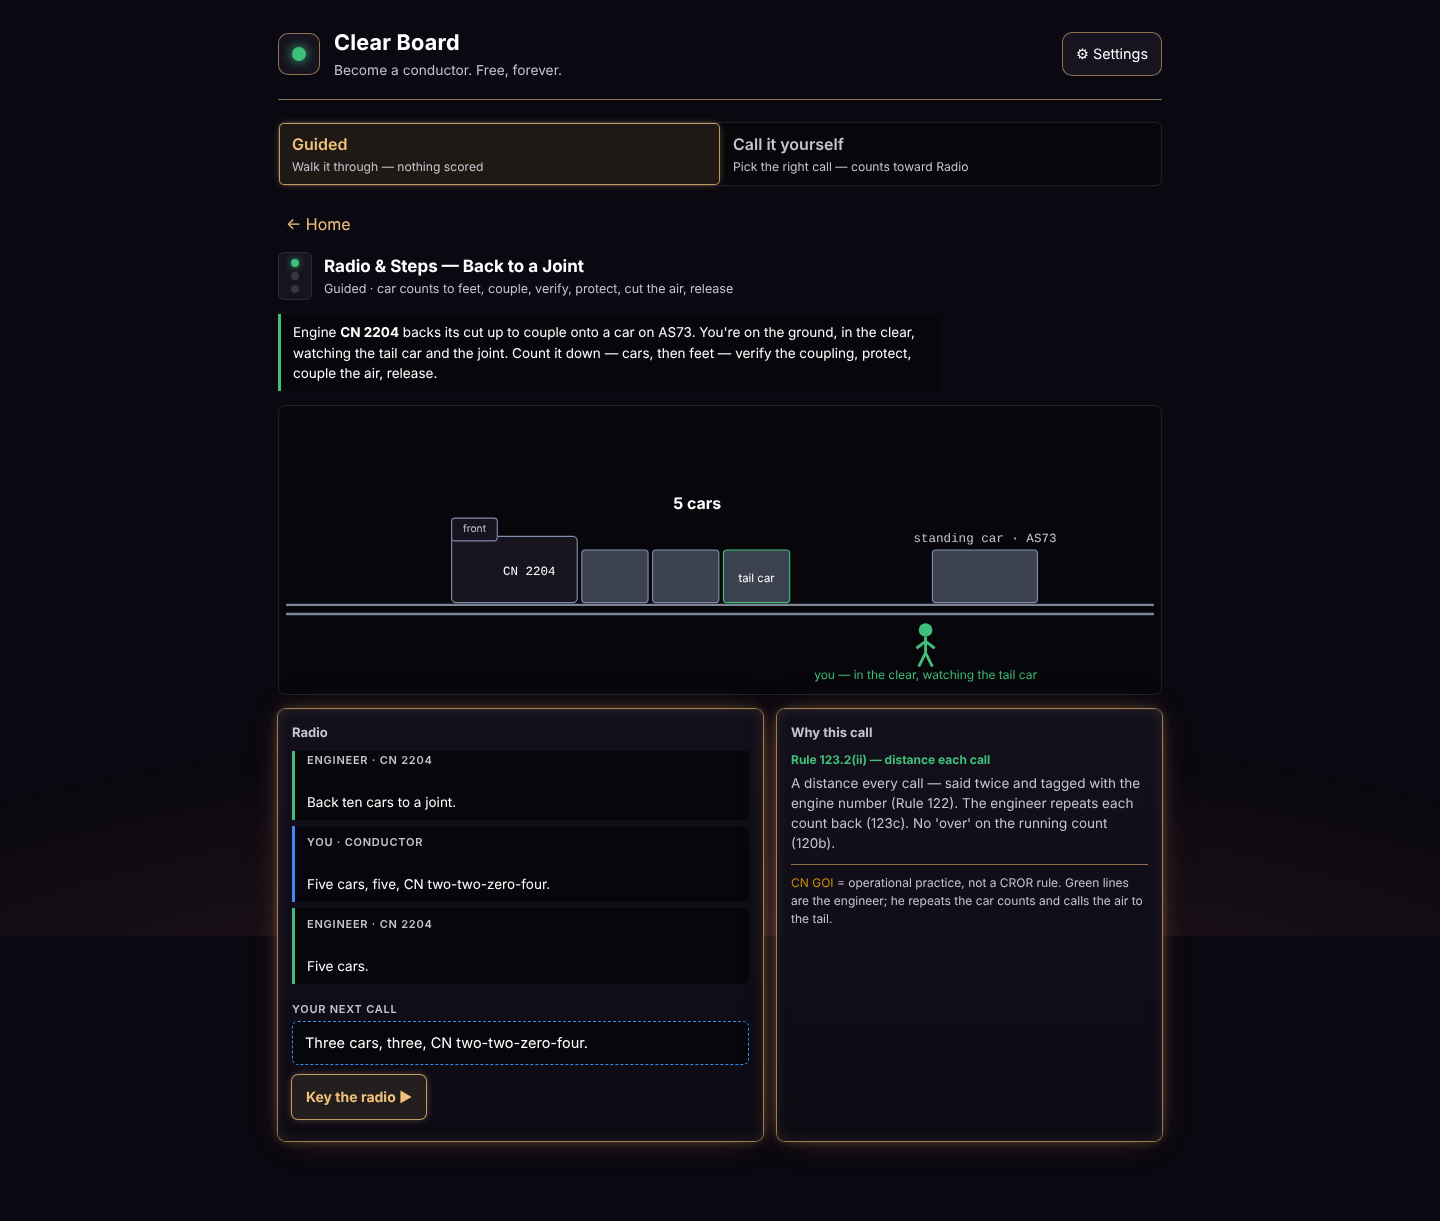 Clear Board
Become a conductor. Free, forever.
⚙ Settings
Guided
Walk it through — nothing scored
Call it yourself
Pick the right call — counts toward Radio
← Home
Radio & Steps — Back to a Joint
Guided · car counts to feet, couple, verify, protect, cut the air, release
Engine CN 2204 backs its cut up to couple onto a car on AS73. You're on the ground, in the clear,
watching the tail car and the joint. Count it down — cars, then feet — verify the coupling, protect,
couple the air, release.
5 cars
front
CN 2204
tail car
standing car · AS73
you — in the clear, watching the tail car
Radio
ENGINEER · CN 2204
Back ten cars to a joint.
YOU · CONDUCTOR
Five cars, five, CN two-two-zero-four.
ENGINEER · CN 2204
Five cars.
YOUR NEXT CALL
Three cars, three, CN two-two-zero-four.
Key the radio ▶
Why this call
Rule 123.2(ii) — distance each call
A distance every call — said twice and tagged with the
engine number (Rule 122). The engineer repeats each
count back (123c). No 'over' on the running count
(120b).
CN GOI = operational practice, not a CROR rule. Green lines
are the engineer; he repeats the car counts and calls the air to
the tail.